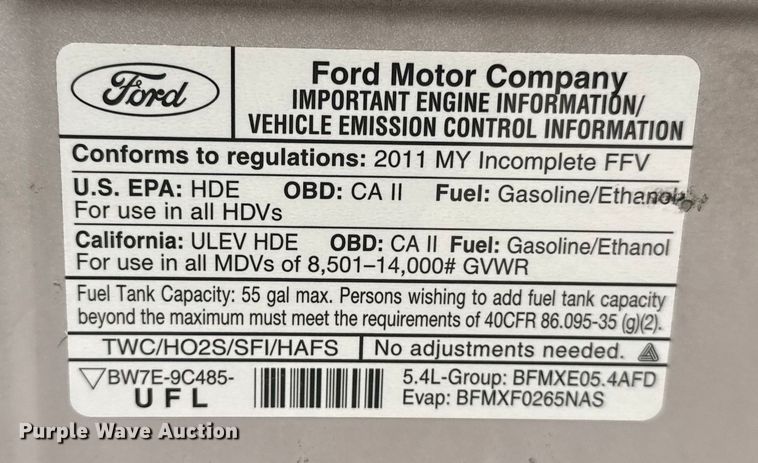 Ford
Ford Motor Company
IMPORTANT ENGINE INFORMATION/
VEHICLE EMISSION CONTROL INFORMATION
Conforms to regulations: 2011 MY Incomplete FFV
U.S. EPA: HDE OBD: CA II Fuel: Gasoline/Ethanol
For use in all HDVs
California: ULEV HDE OBD: CA II Fuel: Gasoline/Ethanol
For use in all MDVs of 8,501–14,000# GVWR
Fuel Tank Capacity: 55 gal max. Persons wishing to add fuel tank capacity
beyond the maximum must meet the requirements of 40CFR 86.095-35 (g)(2).
TWC/HO2S/SFI/HAFS No adjustments needed.
BW7E-9C485-
UFL
5.4L-Group: BFMXE05.4AFD
Evap: BFMXF0265NAS
Purple Wave Auction